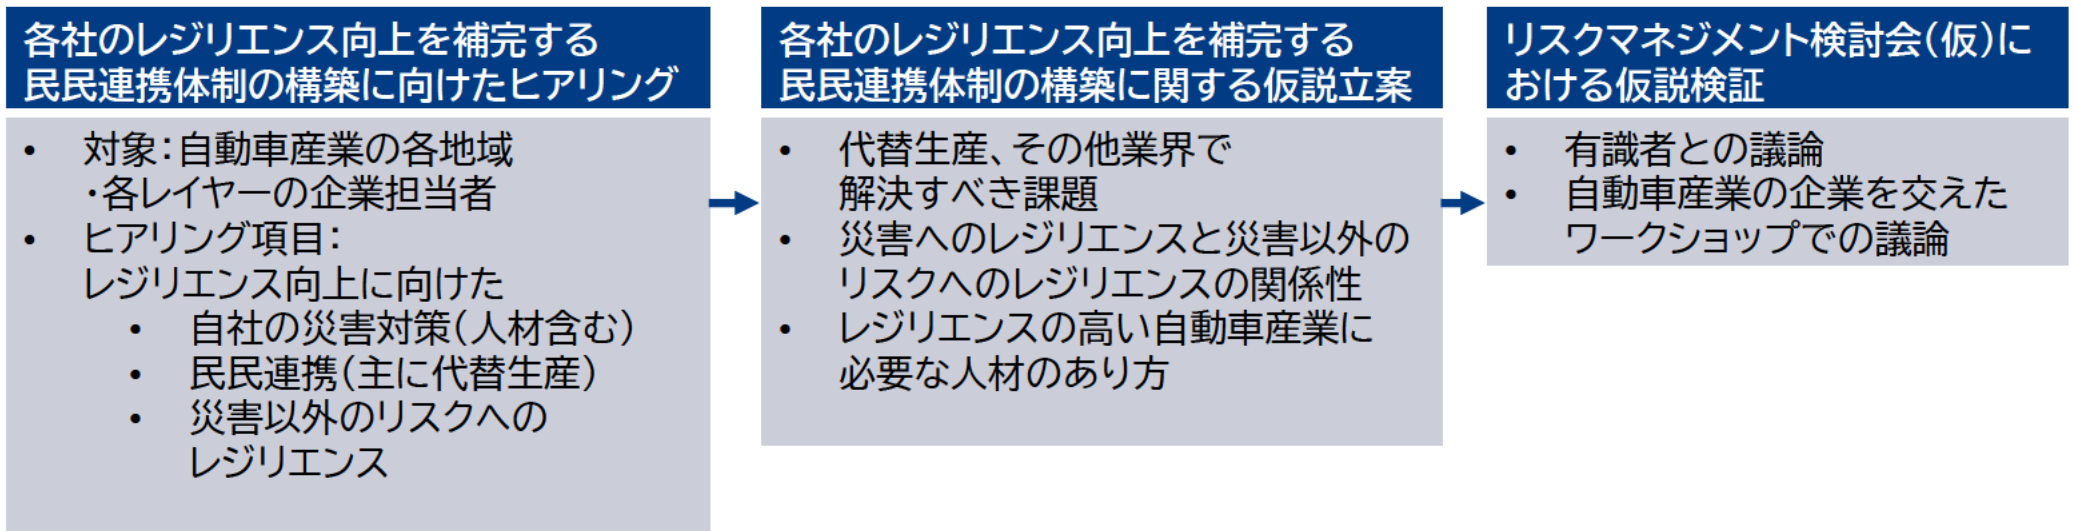 各社のレジリエンス向上を補完する
民民連携体制の構築に向けたヒアリング
• 対象：自動車産業の各地域
・各レイヤーの企業担当者
• ヒアリング項目：
レジリエンス向上に向けた
• 自社の災害対策（人材含む）
• 民民連携（主に代替生産）
• 災害以外のリスクへの
レジリエンス
各社のレジリエンス向上を補完する
民民連携体制の構築に関する仮説立案
• 代替生産、その他業界で
解決すべき課題
• 災害へのレジリエンスと災害以外の
リスクへのレジリエンスの関係性
• レジリエンスの高い自動車産業に
必要な人材のあり方
リスクマネジメント検討会（仮）に
おける仮説検証
• 有識者との議論
• 自動車産業の企業を交えた
ワークショップでの議論